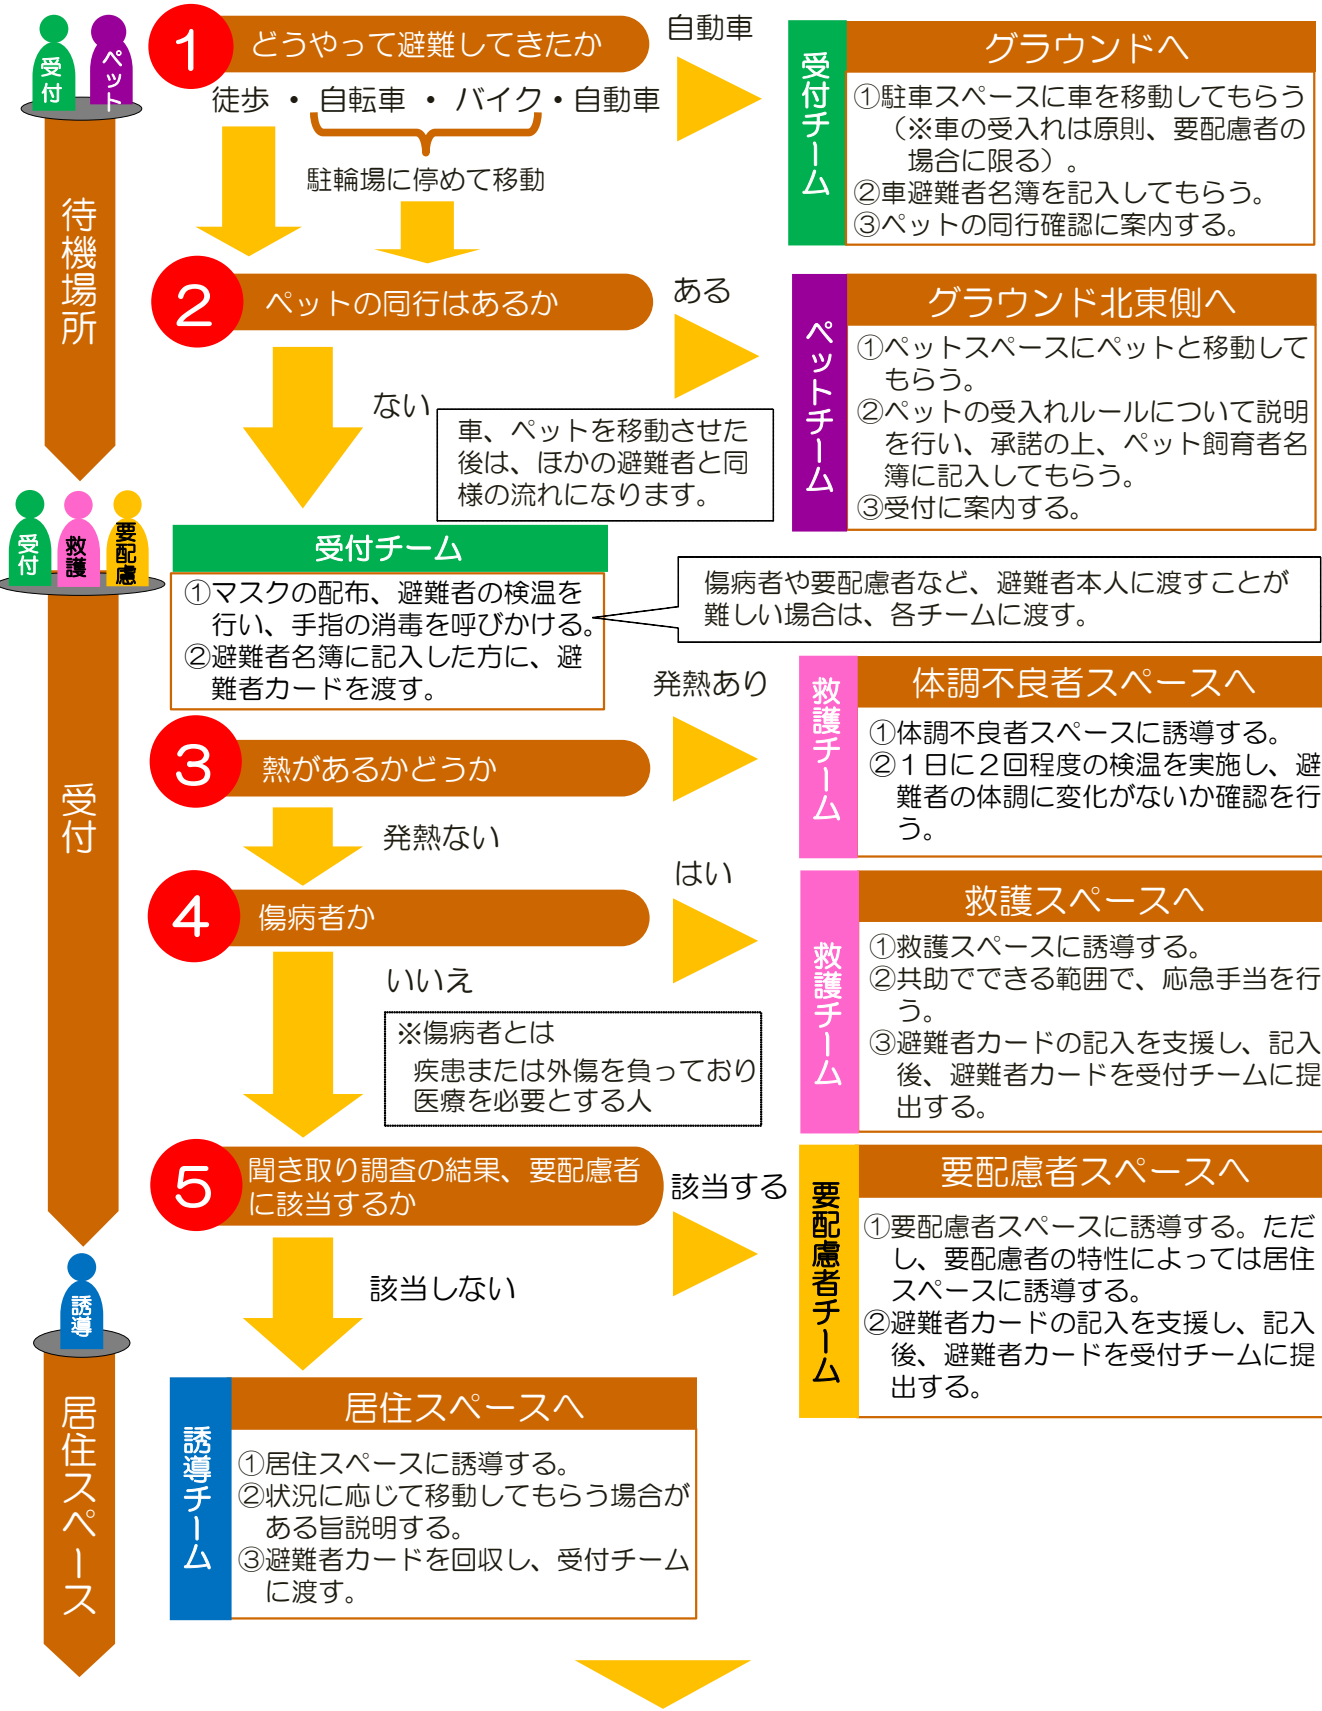 受付
ペット
待機場所
1
どうやって避難してきたか
自動車
徒歩 ・ 自転車 ・ バイク・自動車
駐輪場に停めて移動
受付チーム
グラウンドへ
①駐車スペースに車を移動してもらう
（※車の受入れは原則、要配慮者の
場合に限る）。
②車避難者名簿を記入してもらう。
③ペットの同行確認に案内する。
2
ペットの同行はあるか
ある
ない
ペットチーム
グラウンド北東側へ
①ペットスペースにペットと移動して
もらう。
②ペットの受入れルールについて説明
を行い、承諾の上、ペット飼育者名
簿に記入してもらう。
③受付に案内する。
車、ペットを移動させた
後は、ほかの避難者と同
様の流れになります。
受付
救護
要配慮
受付
受付チーム
①マスクの配布、避難者の検温を
行い、手指の消毒を呼びかける。
②避難者名簿に記入した方に、避
難者カードを渡す。
傷病者や要配慮者など、避難者本人に渡すことが
難しい場合は、各チームに渡す。
3
熱があるかどうか
発熱あり
発熱ない
救護チーム
体調不良者スペースへ
①体調不良者スペースに誘導する。
②１日に２回程度の検温を実施し、避
難者の体調に変化がないか確認を行
う。
4
傷病者か
はい
いいえ
※傷病者とは
疾患または外傷を負っており
医療を必要とする人
救護チーム
救護スペースへ
①救護スペースに誘導する。
②共助でできる範囲で、応急手当を行
う。
③避難者カードの記入を支援し、記入
後、避難者カードを受付チームに提
出する。
5
聞き取り調査の結果、要配慮者
に該当するか
該当する
該当しない
要配慮者チーム
要配慮者スペースへ
①要配慮者スペースに誘導する。ただ
し、要配慮者の特性によっては居住
スペースに誘導する。
②避難者カードの記入を支援し、記入
後、避難者カードを受付チームに提
出する。
誘導
居住スペース
誘導チーム
居住スペースへ
①居住スペースに誘導する。
②状況に応じて移動してもらう場合が
ある旨説明する。
③避難者カードを回収し、受付チーム
に渡す。